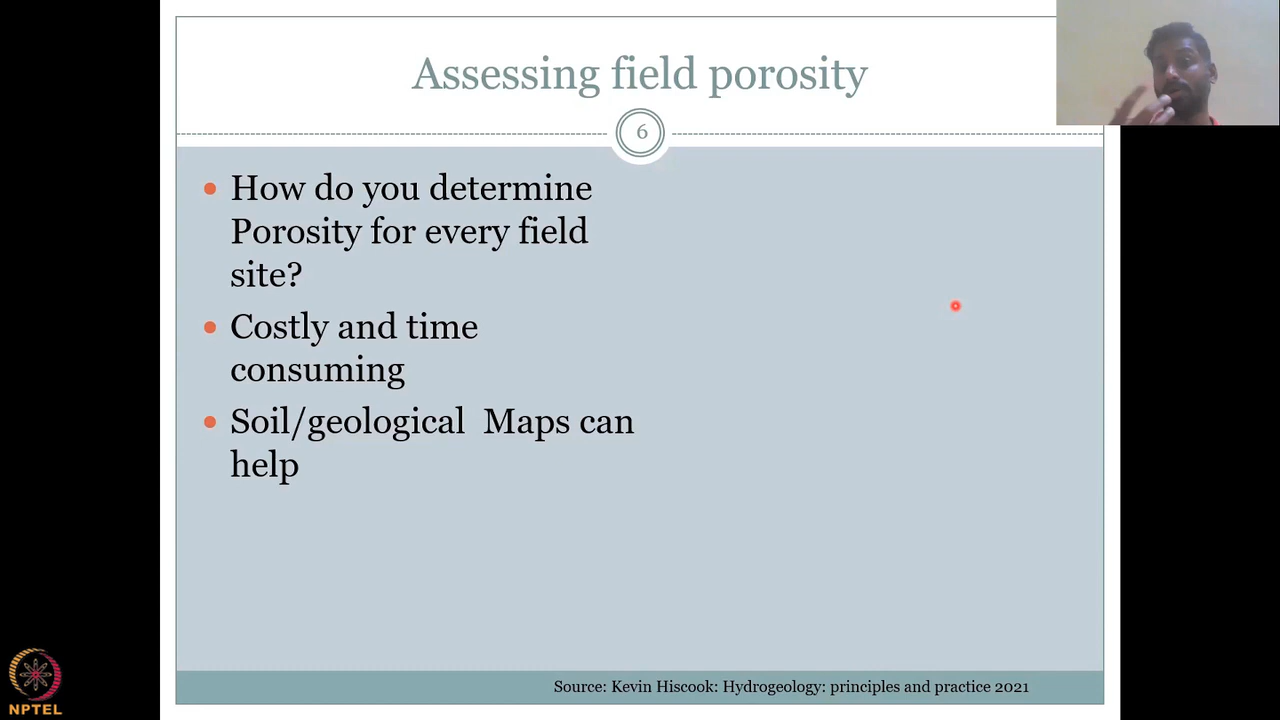 Assessing field porosity
6
• How do you determine
Porosity for every field
site?
• Costly and time
consuming
• Soil/geological Maps can
help
Source: Kevin Hiscook: Hydrogeology: principles and practice 2021
NPTEL